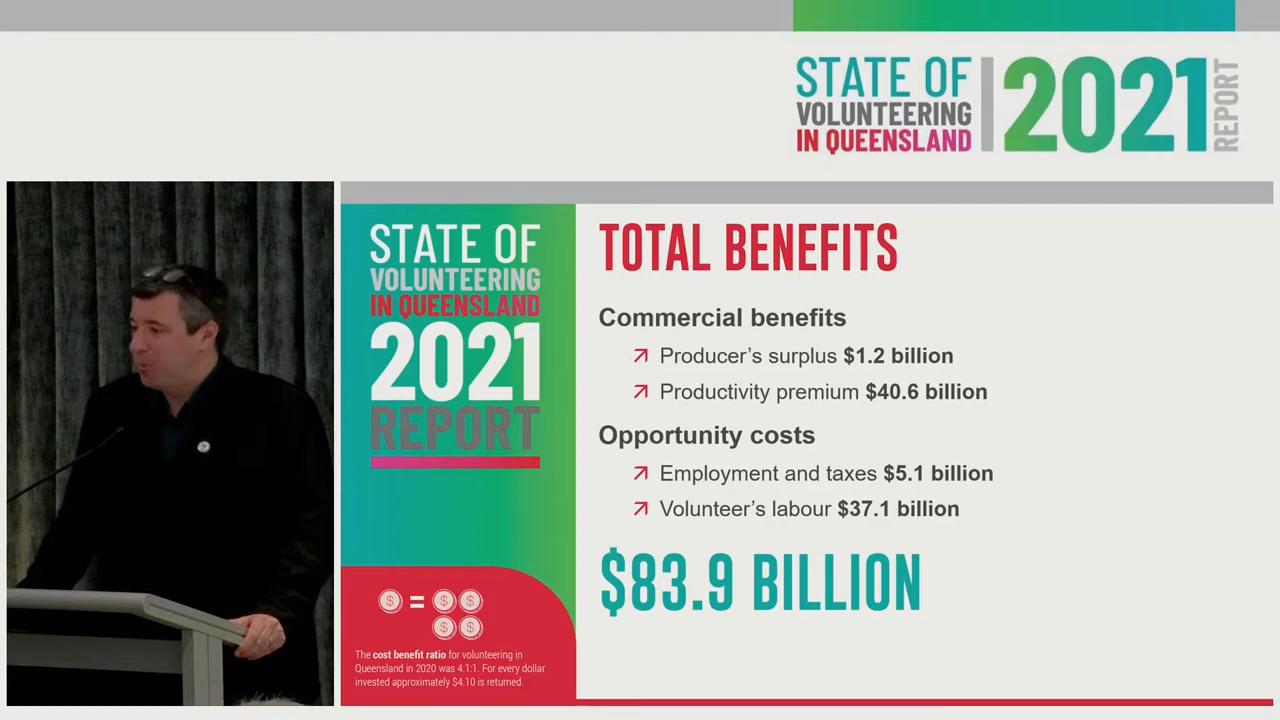 STATE OF
VOLUNTEERING
IN QUEENSLAND
2021
REPORT
STATE OF
VOLUNTEERING
IN QUEENSLAND
2021
REPORT
$ = $ $
$ $
The cost benefit ratio for volunteering in
Queensland in 2020 was 4.1:1. For every dollar
invested approximately $4.10 is returned.
TOTAL BENEFITS
Commercial benefits
Producer’s surplus $1.2 billion
Productivity premium $40.6 billion
Opportunity costs
Employment and taxes $5.1 billion
Volunteer’s labour $37.1 billion
$83.9 BILLION